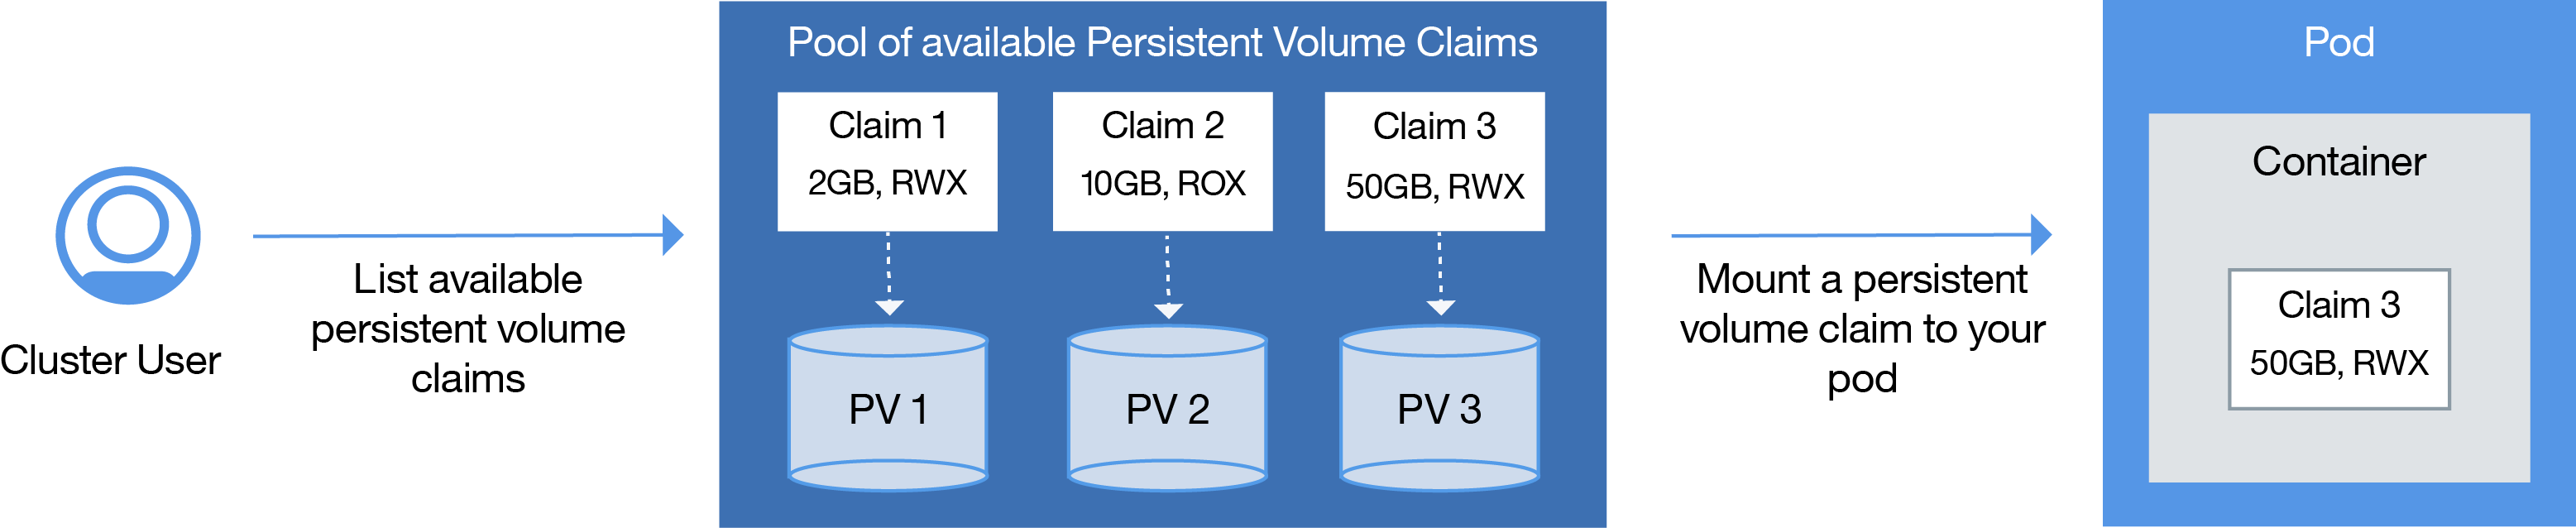 Cluster User
List available
persistent volume
claims
Pool of available Persistent Volume Claims
Claim 1
2GB, RWX
Claim 2
10GB, ROX
Claim 3
50GB, RWX
PV 1
PV 2
PV 3
Mount a persistent
volume claim to your
pod
Pod
Container
Claim 3
50GB, RWX